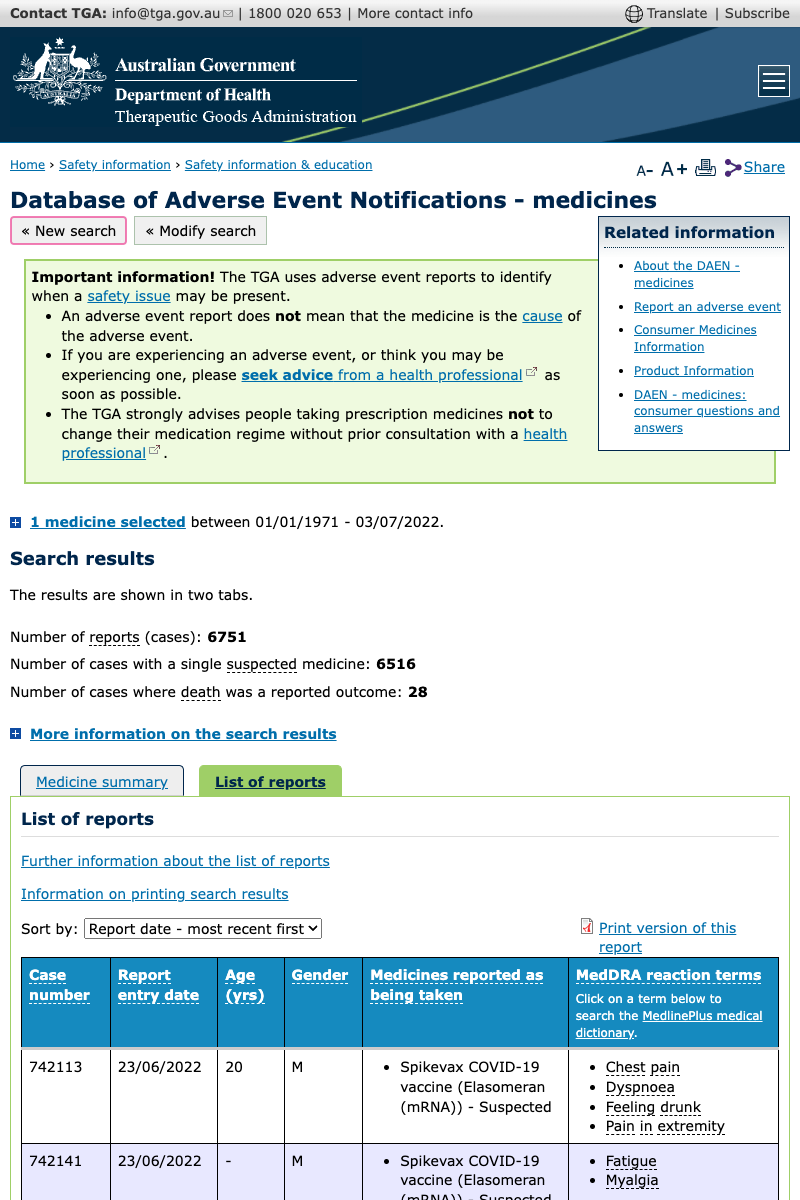 Contact TGA: info@tga.gov.au | 1800 020 653 | More contact info
Translate | Subscribe
Australian Government
Department of Health
Therapeutic Goods Administration
Home › Safety information › Safety information & education
A- A+ Share
Database of Adverse Event Notifications - medicines
« New search
« Modify search
Important information! The TGA uses adverse event reports to identify
when a safety issue may be present.
• An adverse event report does not mean that the medicine is the cause of
the adverse event.
• If you are experiencing an adverse event, or think you may be
experiencing one, please seek advice from a health professional as
soon as possible.
• The TGA strongly advises people taking prescription medicines not to
change their medication regime without prior consultation with a health
professional .
Related information
• About the DAEN -
medicines
• Report an adverse event
• Consumer Medicines
Information
• Product Information
• DAEN - medicines:
consumer questions and
answers
1 medicine selected between 01/01/1971 - 03/07/2022.
Search results
The results are shown in two tabs.
Number of reports (cases): 6751
Number of cases with a single suspected medicine: 6516
Number of cases where death was a reported outcome: 28
More information on the search results
Medicine summary
List of reports
List of reports
Further information about the list of reports
Information on printing search results
Sort by: Report date - most recent first
Print version of this
report
Case
number
Report
entry date
Age
(yrs)
Gender
Medicines reported as
being taken
MedDRA reaction terms
Click on a term below to
search the MedlinePlus medical
dictionary.
742113
23/06/2022
20
M
• Spikevax COVID-19
vaccine (Elasomeran
(mRNA)) - Suspected
• Chest pain
• Dyspnoea
• Feeling drunk
• Pain in extremity
742141
23/06/2022
-
M
• Spikevax COVID-19
vaccine (Elasomeran
(mRNA)) - Suspected
• Fatigue
• Myalgia